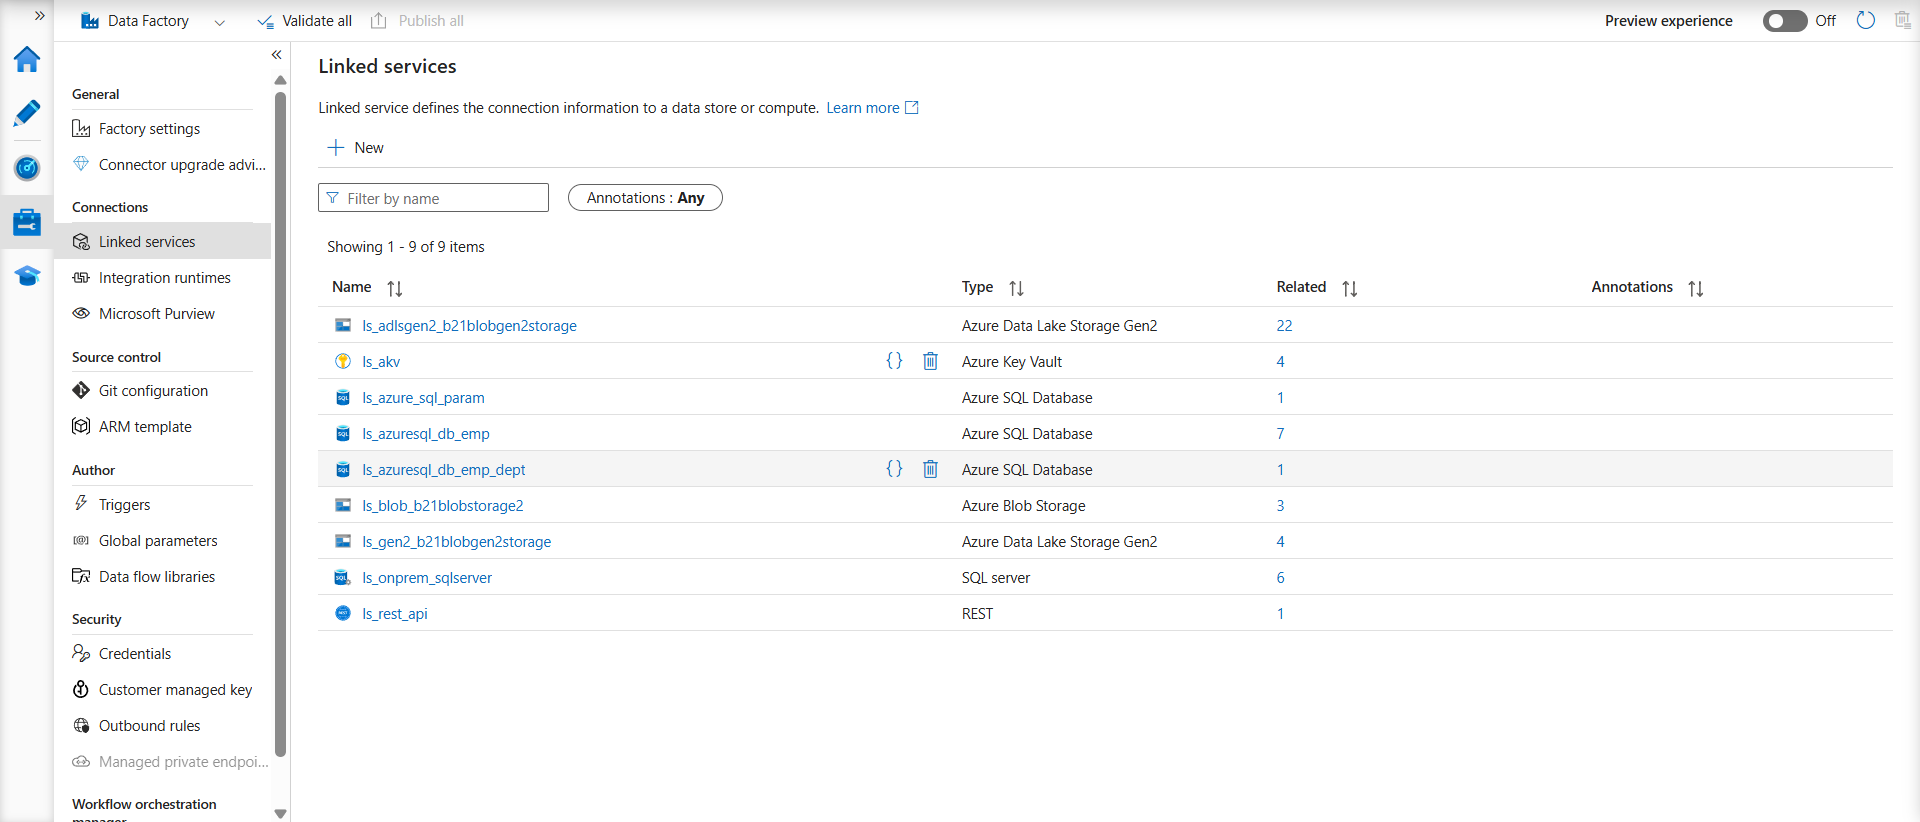 Data Factory
Validate all
Publish all
Preview experience
Off
General
Factory settings
Connector upgrade advi...
Connections
Linked services
Integration runtimes
Microsoft Purview
Source control
Git configuration
ARM template
Author
Triggers
Global parameters
Data flow libraries
Security
Credentials
Customer managed key
Outbound rules
Managed private endpoi...
Workflow orchestration
manager
Linked services
Linked service defines the connection information to a data store or compute. Learn more
New
Filter by name
Annotations : Any
Showing 1 - 9 of 9 items
Name Type Related Annotations
ls_adlsgen2_b21blobgen2storage Azure Data Lake Storage Gen2 22
ls_akv {} Azure Key Vault 4
ls_azure_sql_param Azure SQL Database 1
ls_azuresql_db_emp Azure SQL Database 7
ls_azuresql_db_emp_dept {} Azure SQL Database 1
ls_blob_b21blobstorage2 Azure Blob Storage 3
ls_gen2_b21blobgen2storage Azure Data Lake Storage Gen2 4
ls_onprem_sqlserver SQL server 6
ls_rest_api REST 1